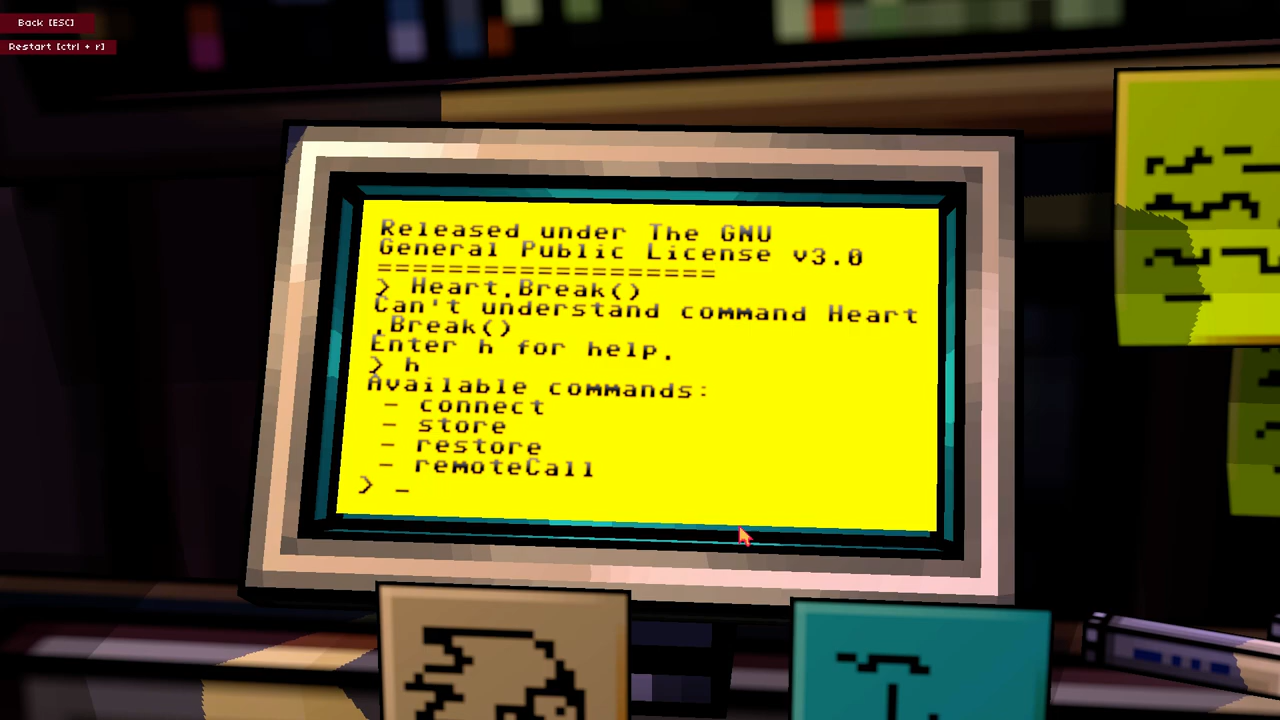 Back [ESC]
Restart [ctrl + r]
Released under The GNU
General Public License v3.0
===================
> Heart.Break()
Can't understand command Heart
.Break()
Enter h for help.
> h
Available commands:
- connect
- store
- restore
- remoteCall
> _